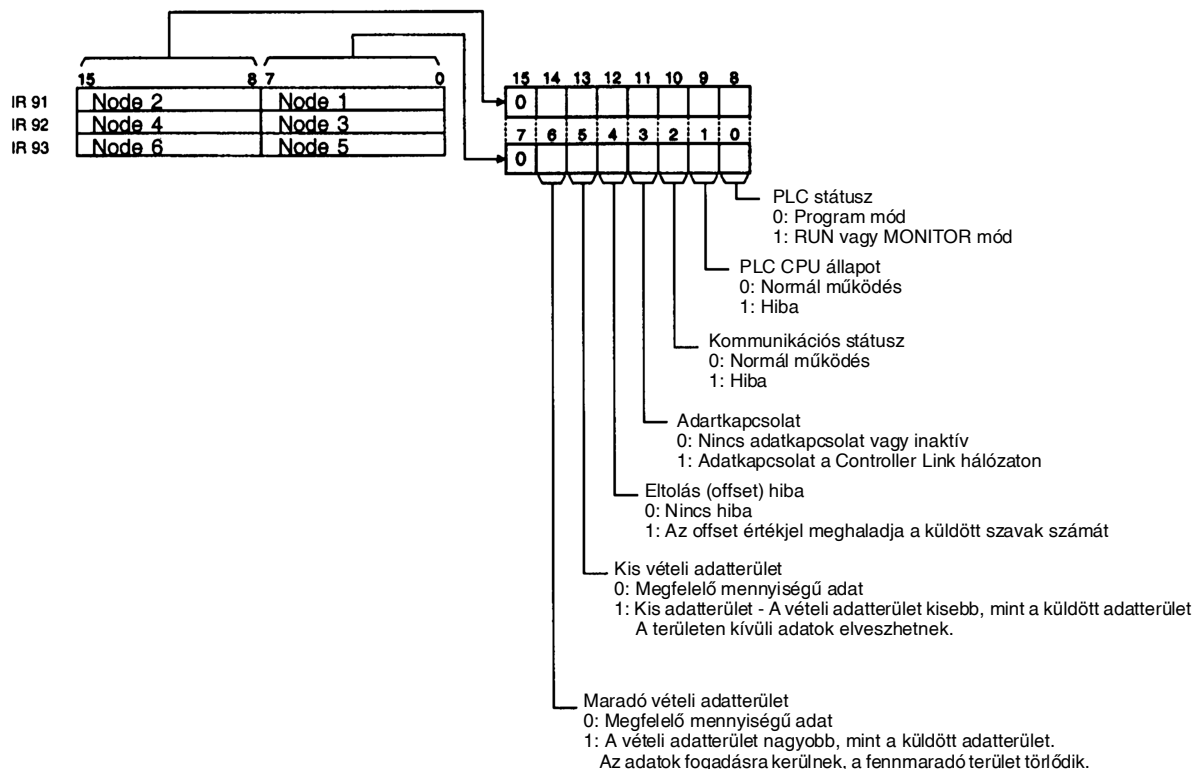 15 8 7 0
IR 91 Node 2 Node 1
IR 92 Node 4 Node 3
IR 93 Node 6 Node 5
15 14 13 12 11 10 9 8
0
7 6 5 4 3 2 1 0
0
PLC státusz
0: Program mód
1: RUN vagy MONITOR mód
PLC CPU állapot
0: Normál működés
1: Hiba
Kommunikációs státusz
0: Normál működés
1: Hiba
Adartkapcsolat
0: Nincs adatkapcsolat vagy inaktív
1: Adatkapcsolat a Controller Link hálózaton
Eltolás (offset) hiba
0: Nincs hiba
1: Az offset értékjel meghaladja a küldött szavak számát
Kis vételi adatterület
0: Megfelelő mennyiségű adat
1: Kis adatterület - A vételi adatterület kisebb, mint a küldött adatterület
A területen kívüli adatok elveszhetnek.
Maradó vételi adatterület
0: Megfelelő mennyiségű adat
1: A vételi adatterület nagyobb, mint a küldött adatterület.
Az adatok fogadásra kerülnek, a fennmaradó terület törlődik.